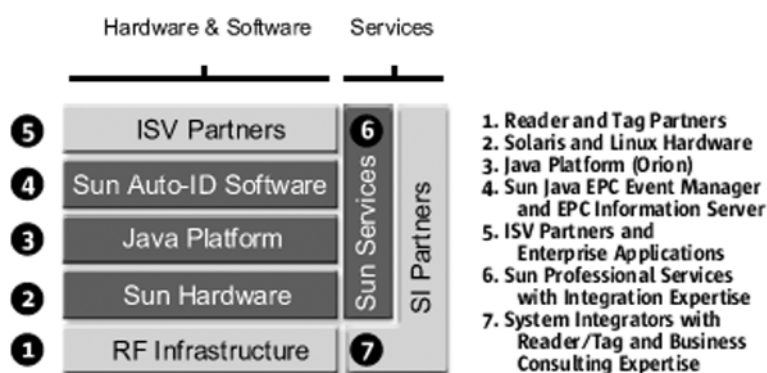 Hardware & Software
Services
5
ISV Partners
6
4
Sun Auto-ID Software
3
Java Platform
2
Sun Hardware
1
RF Infrastructure
7
Sun Services
SI Partners
1. Reader and Tag Partners
2. Solaris and Linux Hardware
3. Java Platform (Orion)
4. Sun Java EPC Event Manager
and EPC Information Server
5. ISV Partners and
Enterprise Applications
6. Sun Professional Services
with Integration Expertise
7. System Integrators with
Reader/Tag and Business
Consulting Expertise